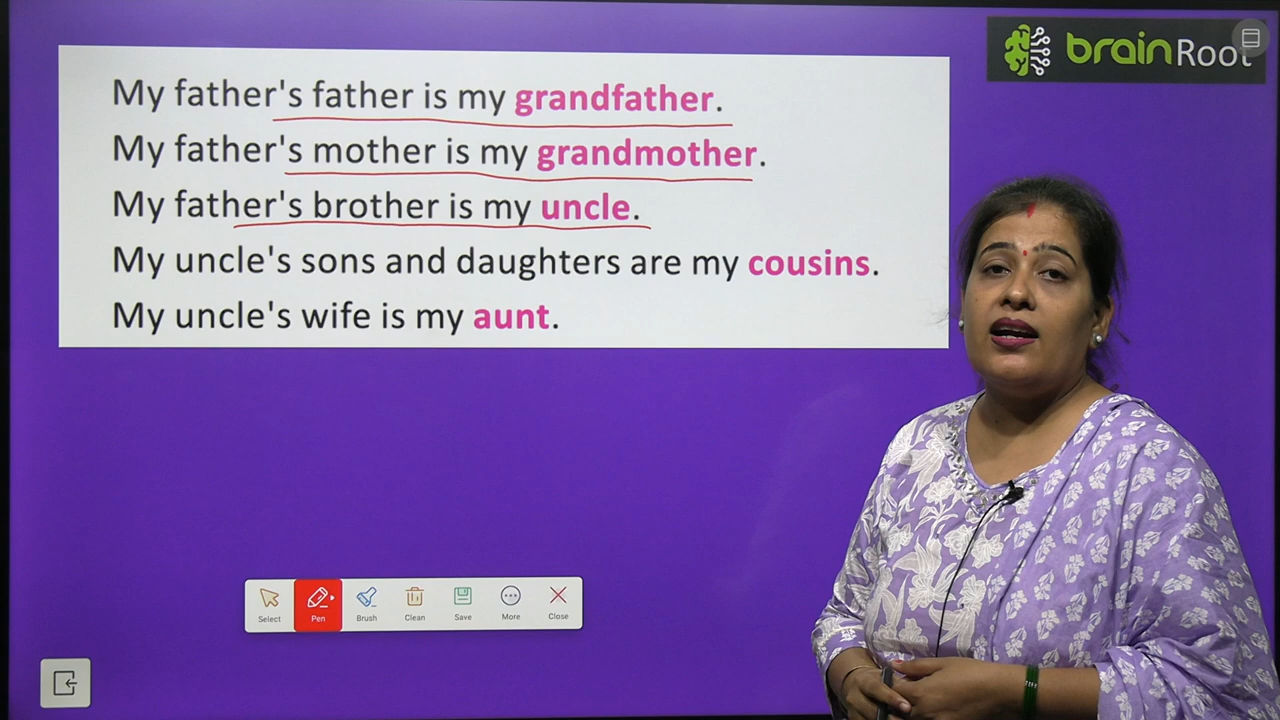 My father's father is my grandfather.
My father's mother is my grandmother.
My father's brother is my uncle.
My uncle's sons and daughters are my cousins.
My uncle's wife is my aunt.
brainRoot
Select
Pen
Brush
Clean
Save
More
Close